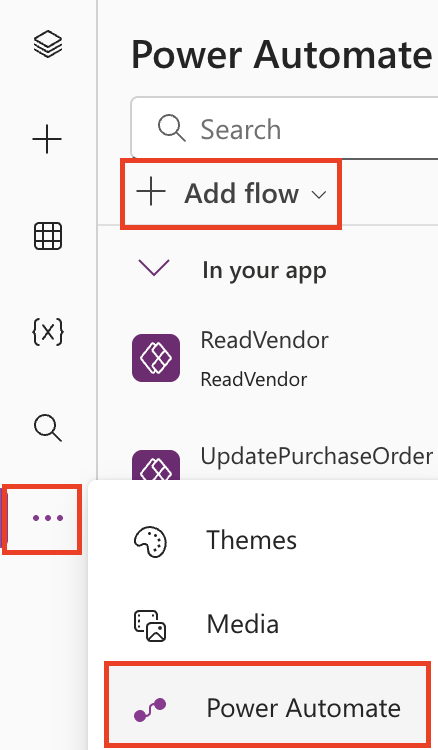 Power Automate
Search
Add flow
In your app
ReadVendor
ReadVendor
UpdatePurchaseOrder
Themes
Media
Power Automate